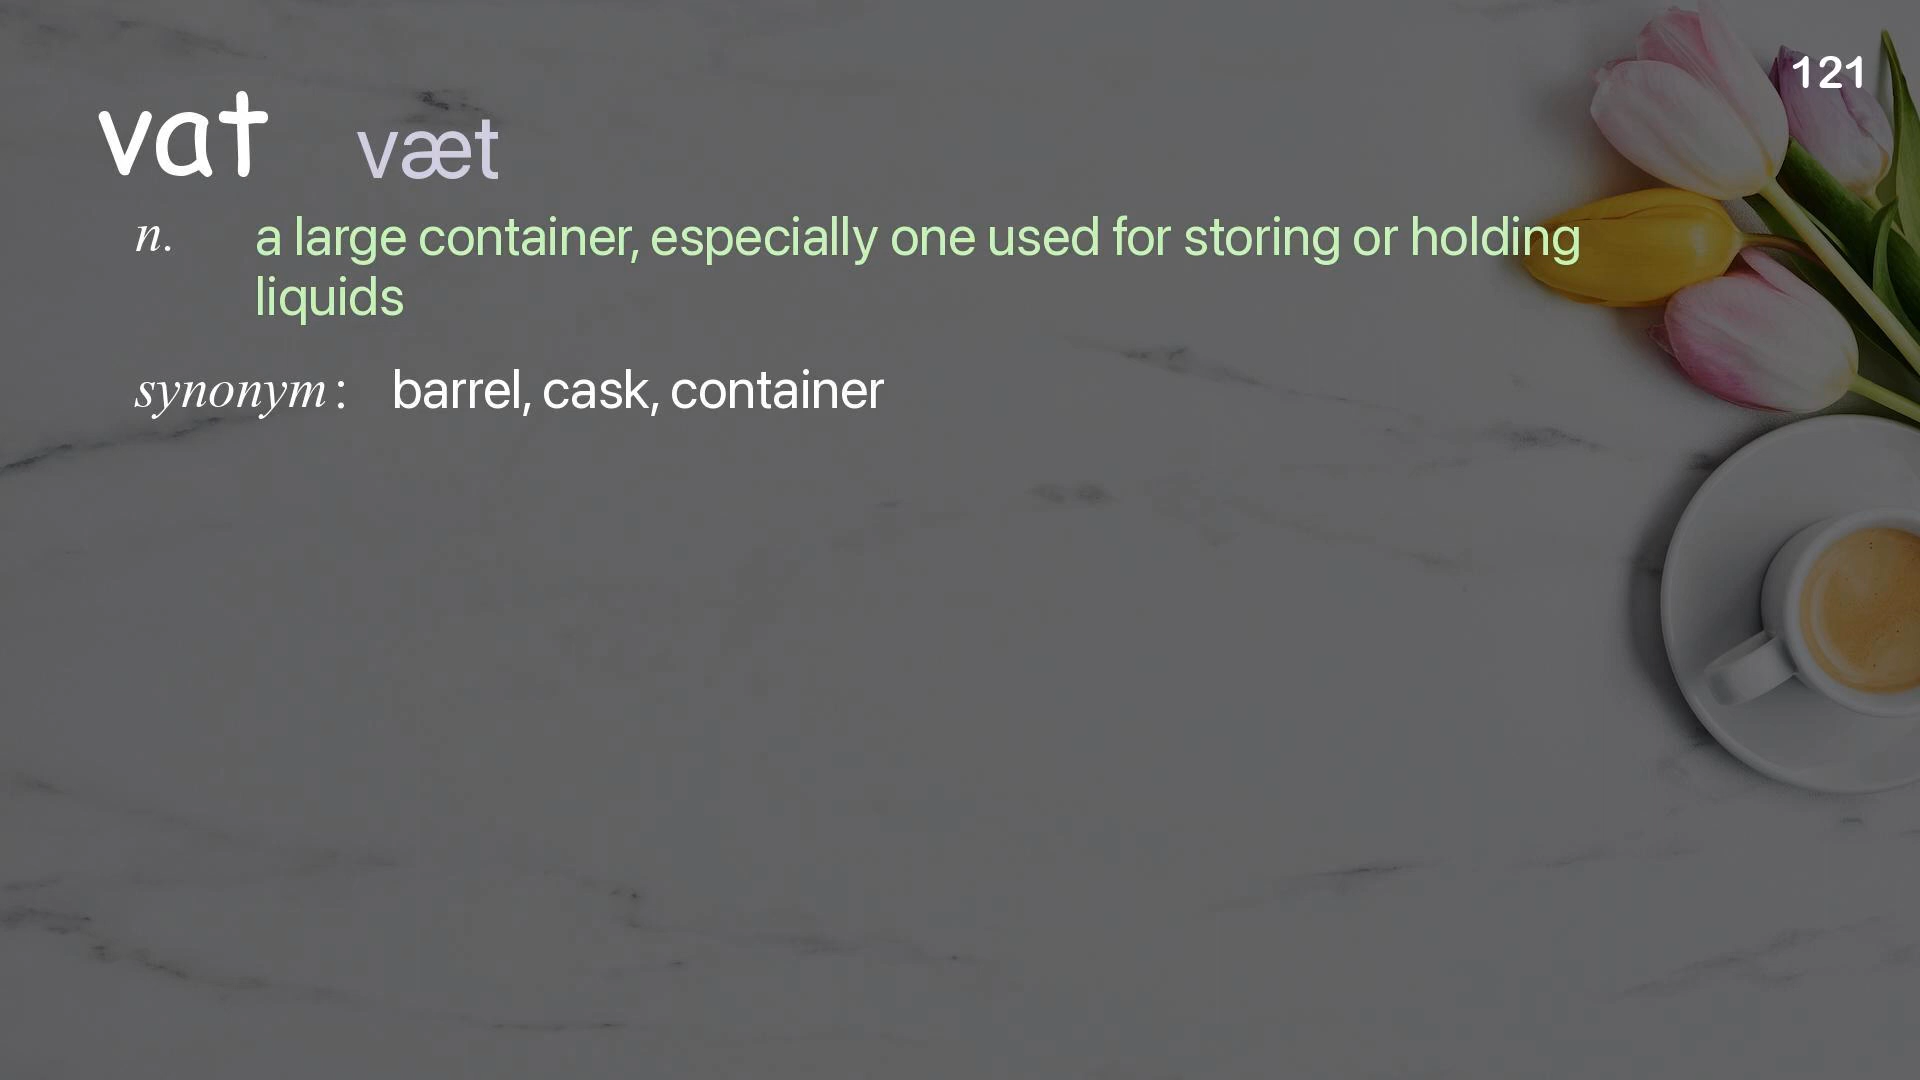 121
vat væt
n. a large container, especially one used for storing or holding
liquids
synonym: barrel, cask, container